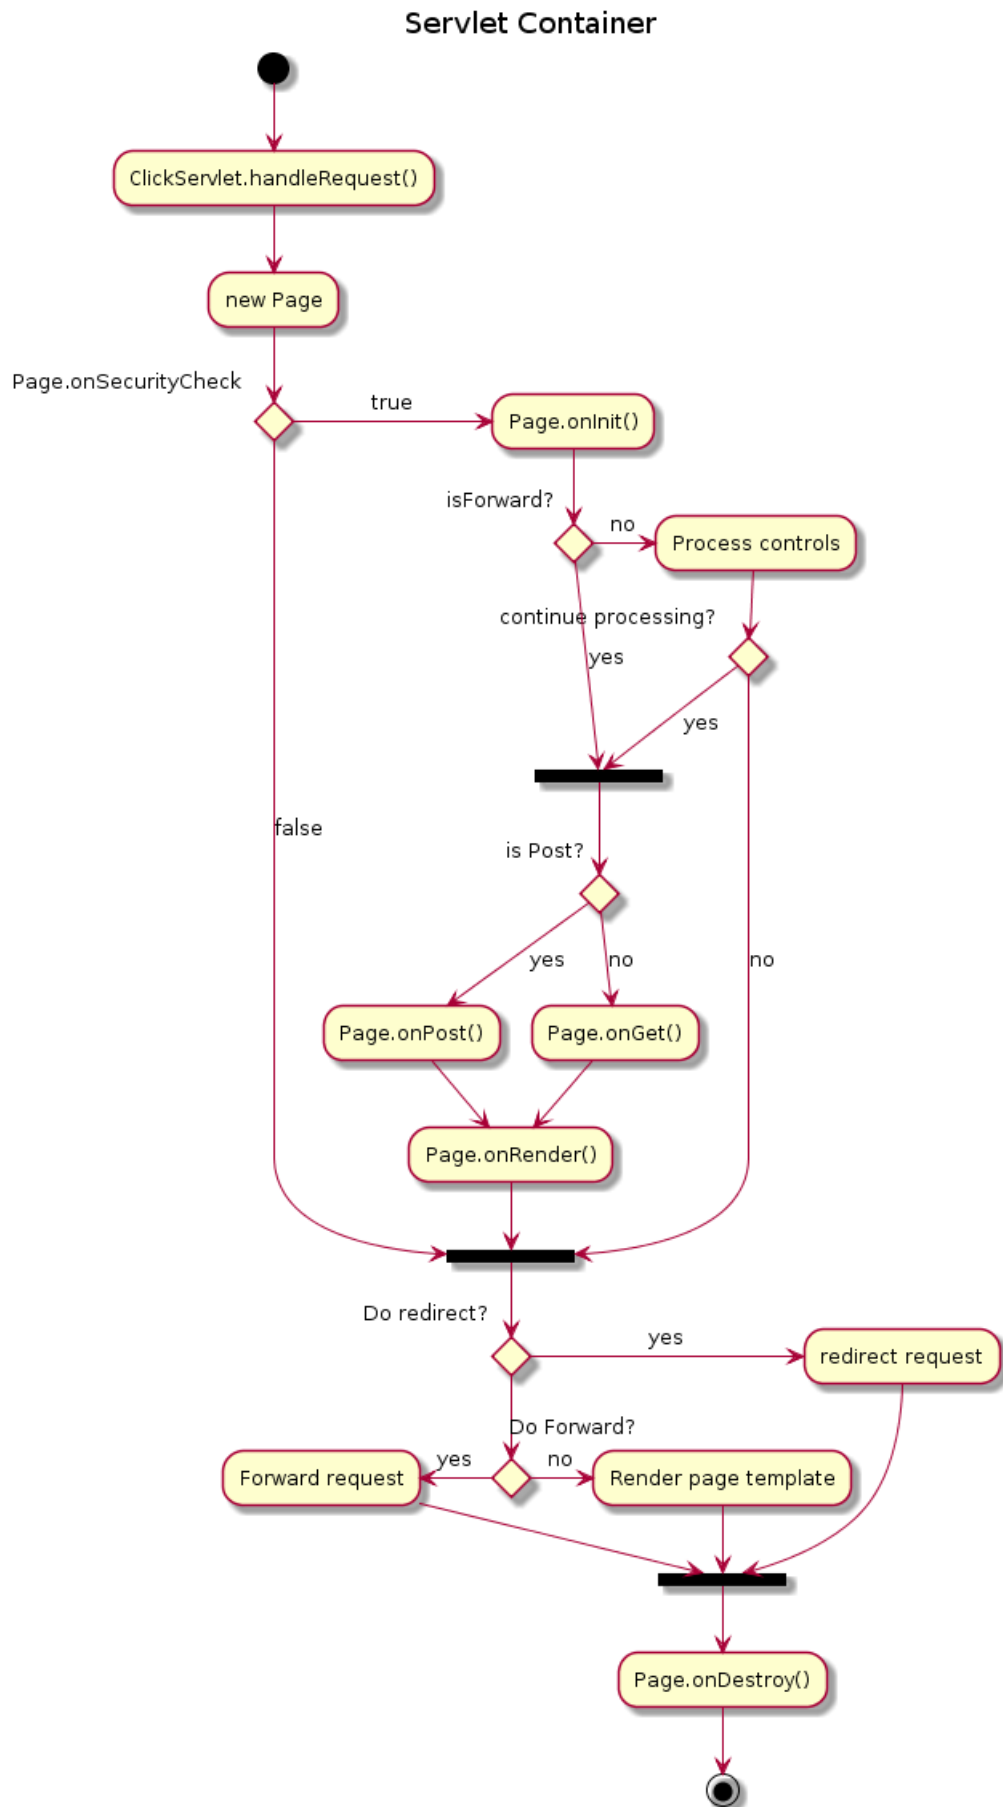 Servlet Container
ClickServlet.handleRequest()
new Page
Page.onSecurityCheck
true
Page.onInit()
isForward?
no
Process controls
continue processing?
yes
yes
false
is Post?
yes
no
no
Page.onPost()
Page.onGet()
Page.onRender()
Do redirect?
yes
redirect request
Do Forward?
yes
no
Forward request
Render page template
Page.onDestroy()